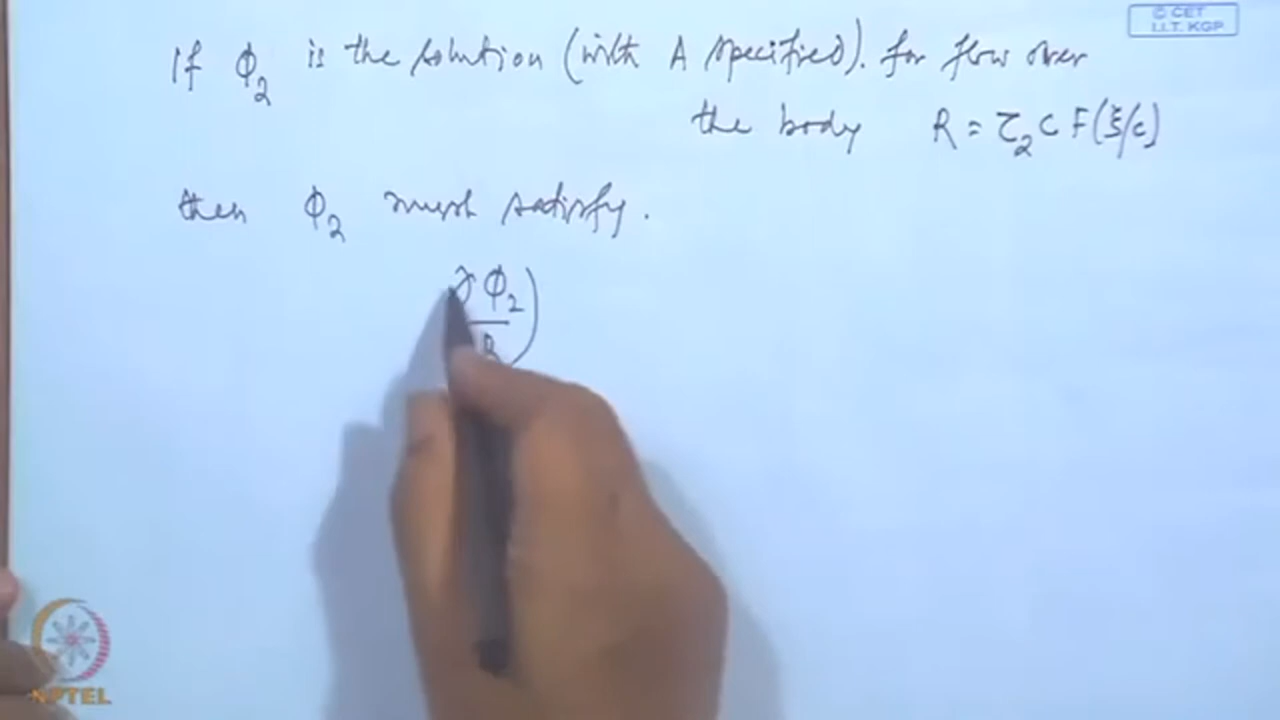 © CET
I.I.T. KGP
If ϕ₂ is the solution (with A specified). for flow over
the body R = τ₂ c F(ξ/c)
then ϕ₂ must satisfy.
∂ϕ₂)
R
NPTEL